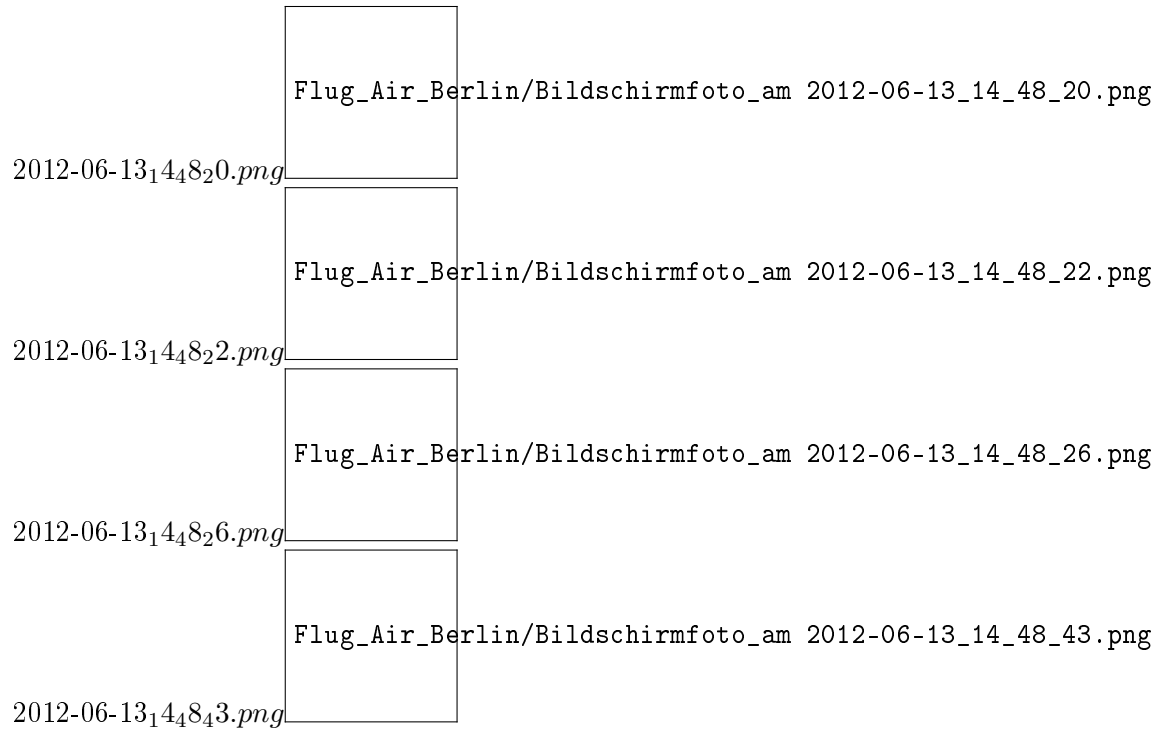 Flug_Air_Berlin/Bildschirmfoto_am 2012-06-13_14_48_20.png
2012-06-13₁4₄8₂0.png
Flug_Air_Berlin/Bildschirmfoto_am 2012-06-13_14_48_22.png
2012-06-13₁4₄8₂2.png
Flug_Air_Berlin/Bildschirmfoto_am 2012-06-13_14_48_26.png
2012-06-13₁4₄8₂6.png
Flug_Air_Berlin/Bildschirmfoto_am 2012-06-13_14_48_43.png
2012-06-13₁4₄8₄3.png